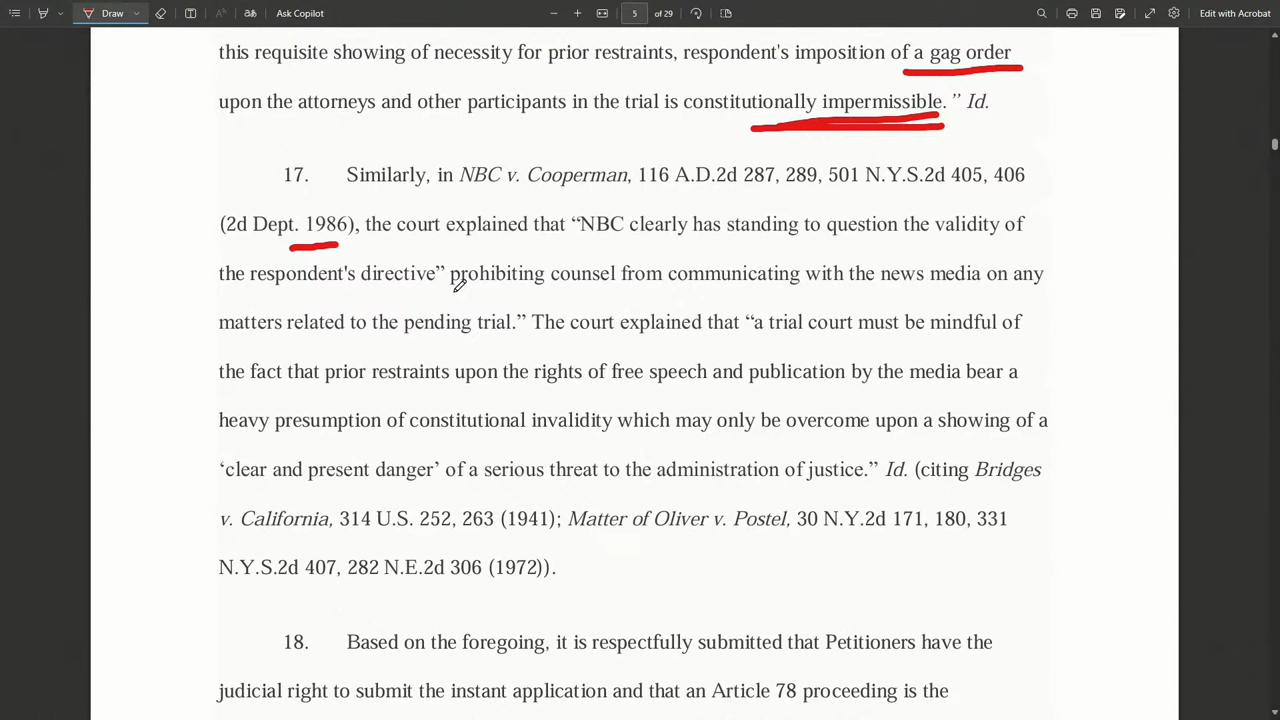 Draw
Ask Copilot
5 of 29
Edit with Acrobat
this requisite showing of necessity for prior restraints, respondent's imposition of a gag order
upon the attorneys and other participants in the trial is constitutionally impermissible.” Id.
17. Similarly, in NBC v. Cooperman, 116 A.D.2d 287, 289, 501 N.Y.S.2d 405, 406
(2d Dept. 1986), the court explained that “NBC clearly has standing to question the validity of
the respondent's directive” prohibiting counsel from communicating with the news media on any
matters related to the pending trial.” The court explained that “a trial court must be mindful of
the fact that prior restraints upon the rights of free speech and publication by the media bear a
heavy presumption of constitutional invalidity which may only be overcome upon a showing of a
‘clear and present danger’ of a serious threat to the administration of justice.” Id. (citing Bridges
v. California, 314 U.S. 252, 263 (1941); Matter of Oliver v. Postel, 30 N.Y.2d 171, 180, 331
N.Y.S.2d 407, 282 N.E.2d 306 (1972)).
18. Based on the foregoing, it is respectfully submitted that Petitioners have the
judicial right to submit the instant application and that an Article 78 proceeding is the